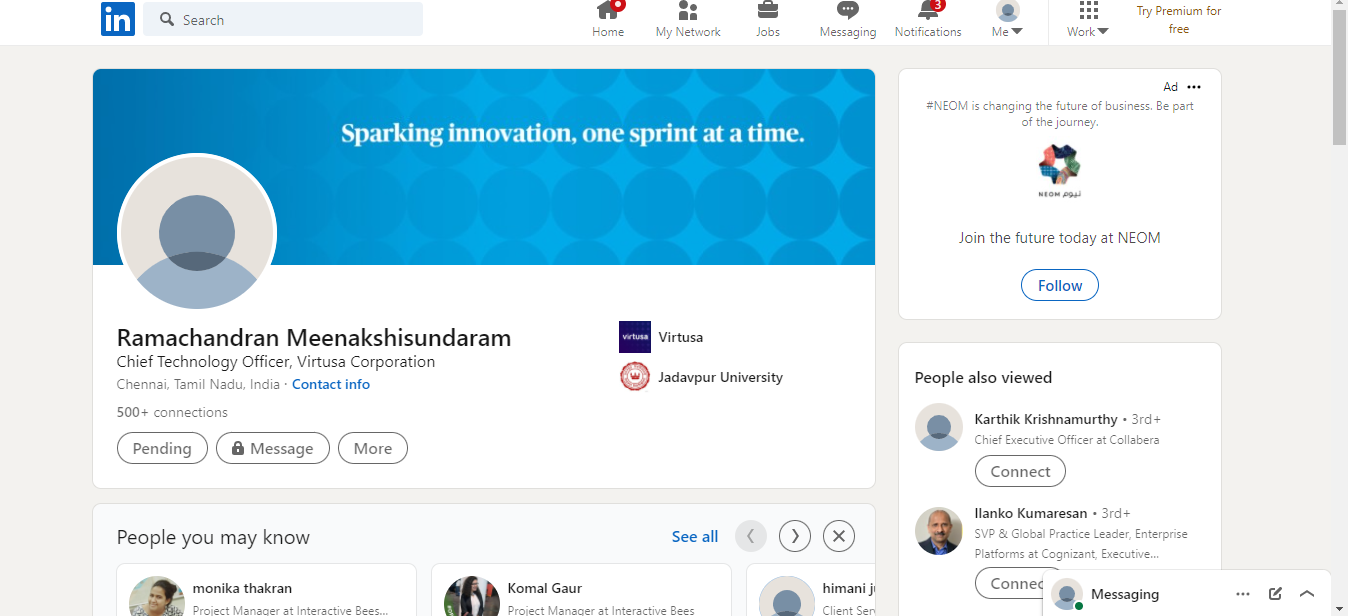 in
Search
Home
My Network
Jobs
Messaging
3
Notifications
Me
Work
Try Premium for
free
Sparking innovation, one sprint at a time.
Ramachandran Meenakshisundaram
Chief Technology Officer, Virtusa Corporation
Chennai, Tamil Nadu, India · Contact info
500+ connections
Pending
Message
More
virtusa
Virtusa
Jadavpur University
People you may know
See all
monika thakran
Project Manager at Interactive Bees...
Komal Gaur
Project Manager at Interactive Bees
himani
Client
Ad
#NEOM is changing the future of business. Be part
of the journey.
NEOM نيوم
Join the future today at NEOM
Follow
People also viewed
Karthik Krishnamurthy • 3rd+
Chief Executive Officer at Collabera
Connect
Ilanko Kumaresan • 3rd+
SVP & Global Practice Leader, Enterprise
Platforms at Cognizant, Executive...
Connec
Messaging